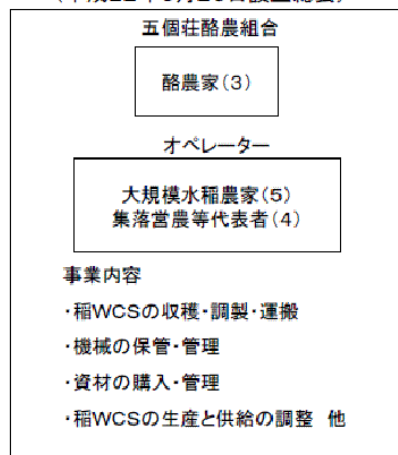 五個荘酪農組合
酪農家(3)
オペレーター
大規模水稲農家(5)
集落営農等代表者(4)
事業内容
・稲WCSの収穫・調製・運搬
・機械の保管・管理
・資材の購入・管理
・稲WCSの生産と供給の調整 他